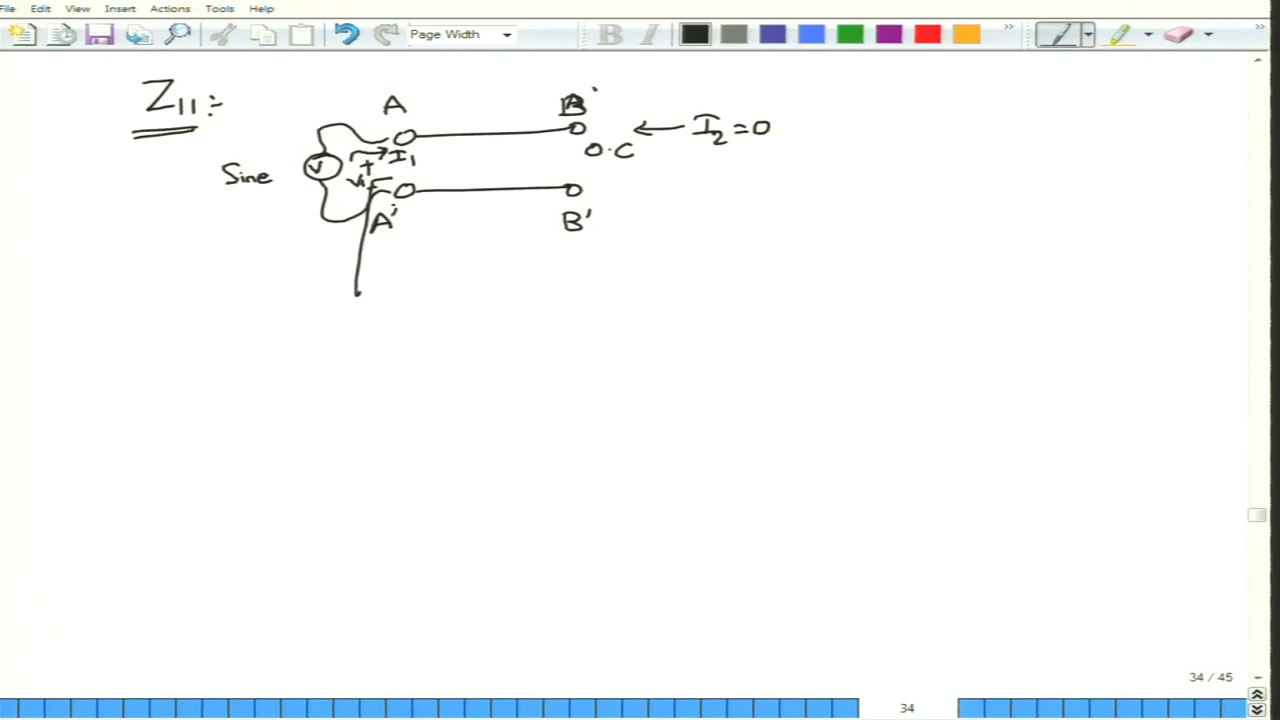 File Edit View Insert Actions Tools Help
Page Width
B I
Z11:-
A
B
I2=0
O.C
I1
+
V1
V
Sine
A'
B'
34 / 45
34